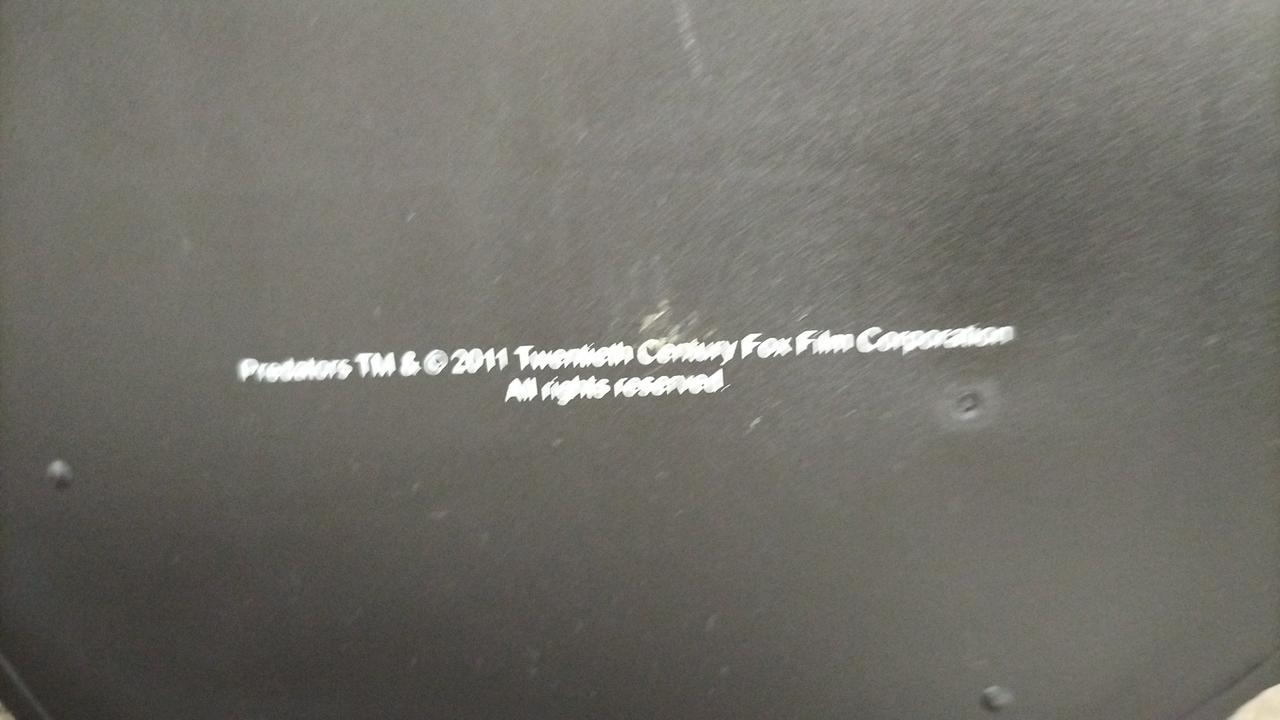 Predators TM & © 2011 Twentieth Century Fox Film Corporation
All rights reserved